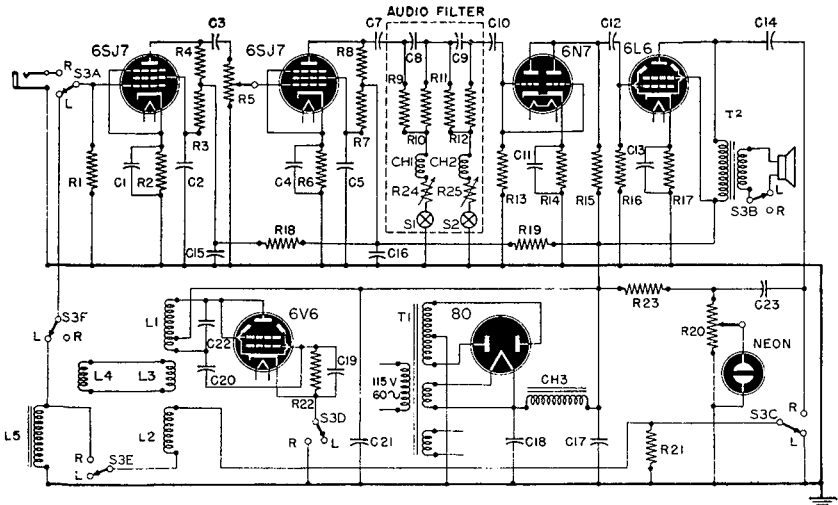 AUDIO FILTER
C3 C7 C10 C12 C14
6SJ7 R4 6SJ7 R8 C8 C9 6N7 6L6
R S3A R5 R9 R11
L
R3 R7 R10 R12 T2
CH1 CH2
R1 C1 R2 C2 C4 R6 C5 R24 R25 R13 C11 R14 R15 R16 C13 R17
S1 S2 S3B L
R
C15 R18 C16 R19
S3F L1 6V6 T1 80 R23 C23
L R C22 R20 NEON
L4 L3 C20 R22 C19 115V
60~ CH3
S3D S3C R
L5 L2 R L C21 C18 C17 R21 L
R
L S3E